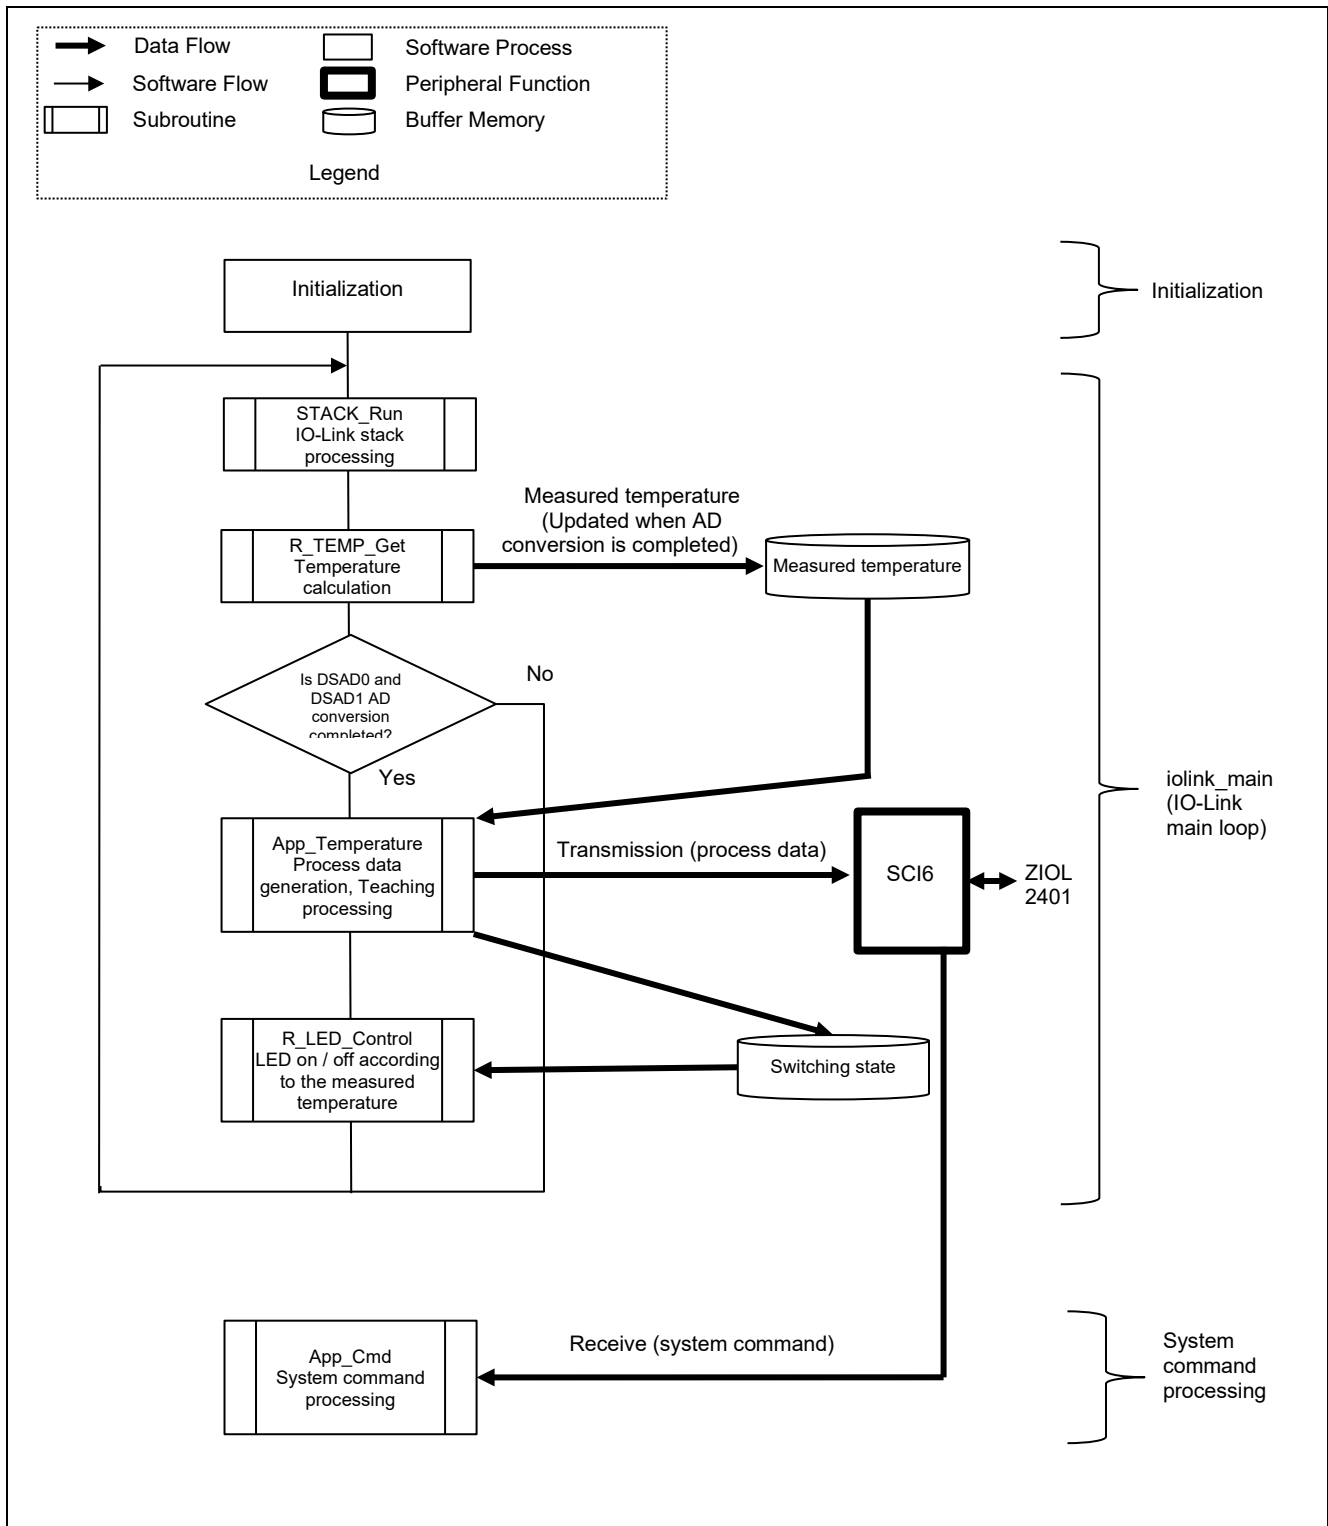 Data Flow
Software Process
Software Flow
Peripheral Function
Subroutine
Buffer Memory
Legend
Initialization
Initialization
STACK_Run
IO-Link stack
processing
Measured temperature
(Updated when AD
conversion is completed)
R_TEMP_Get
Temperature
calculation
Measured temperature
Is DSAD0 and
DSAD1 AD
conversion
completed?
No
Yes
iolink_main
(IO-Link
main loop)
App_Temperature
Process data
generation, Teaching
processing
Transmission (process data)
SCI6
ZIOL
2401
R_LED_Control
LED on / off according
to the measured
temperature
Switching state
App_Cmd
System command
processing
Receive (system command)
System
command
processing